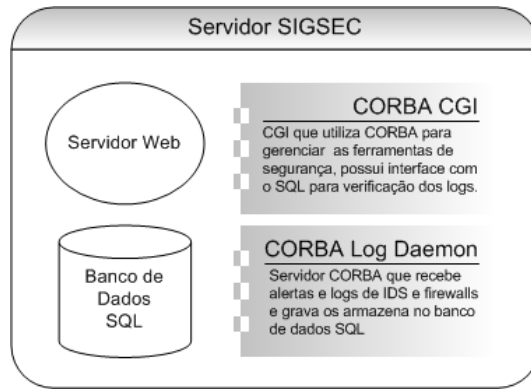 Servidor SIGSEC
Servidor Web
CORBA CGI
CGI que utiliza CORBA para
gerenciar as ferramentas de
segurança, possui interface com
o SQL para verificação dos logs.
Banco de
Dados
SQL
CORBA Log Daemon
Servidor CORBA que recebe
alertas e logs de IDS e firewalls
e grava os armazena no banco
de dados SQL